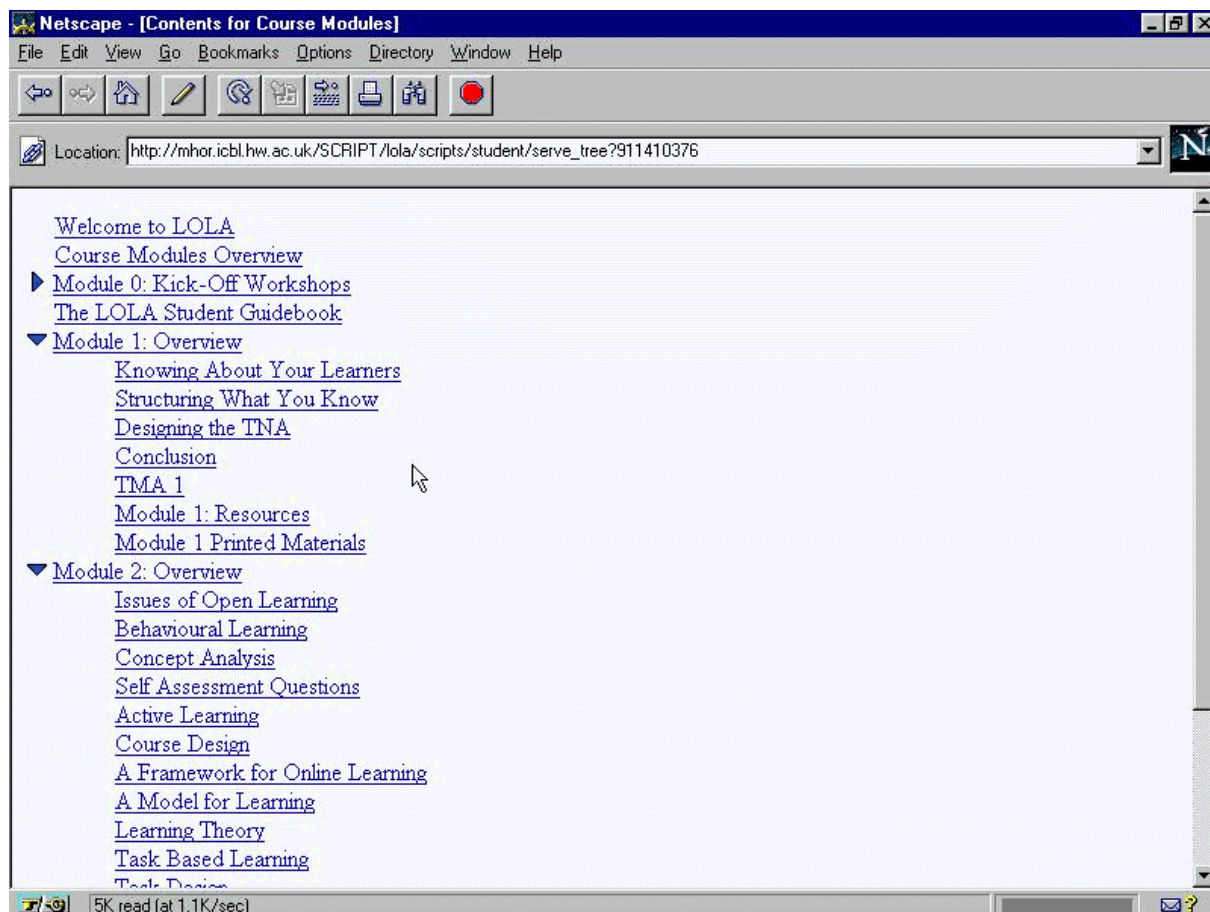 Netscape - [Contents for Course Modules]
File Edit View Go Bookmarks Options Directory Window Help
Location: http://mhor.icbl.hw.ac.uk/SCRIPT/lola/scripts/student/serve_tree?911410376
N
Welcome to LOLA
Course Modules Overview
Module 0: Kick-Off Workshops
The LOLA Student Guidebook
Module 1: Overview
Knowing About Your Learners
Structuring What You Know
Designing the TNA
Conclusion
TMA 1
Module 1: Resources
Module 1 Printed Materials
Module 2: Overview
Issues of Open Learning
Behavioural Learning
Concept Analysis
Self Assessment Questions
Active Learning
Course Design
A Framework for Online Learning
A Model for Learning
Learning Theory
Task Based Learning
Task Design
5K read (at 1.1K/sec)